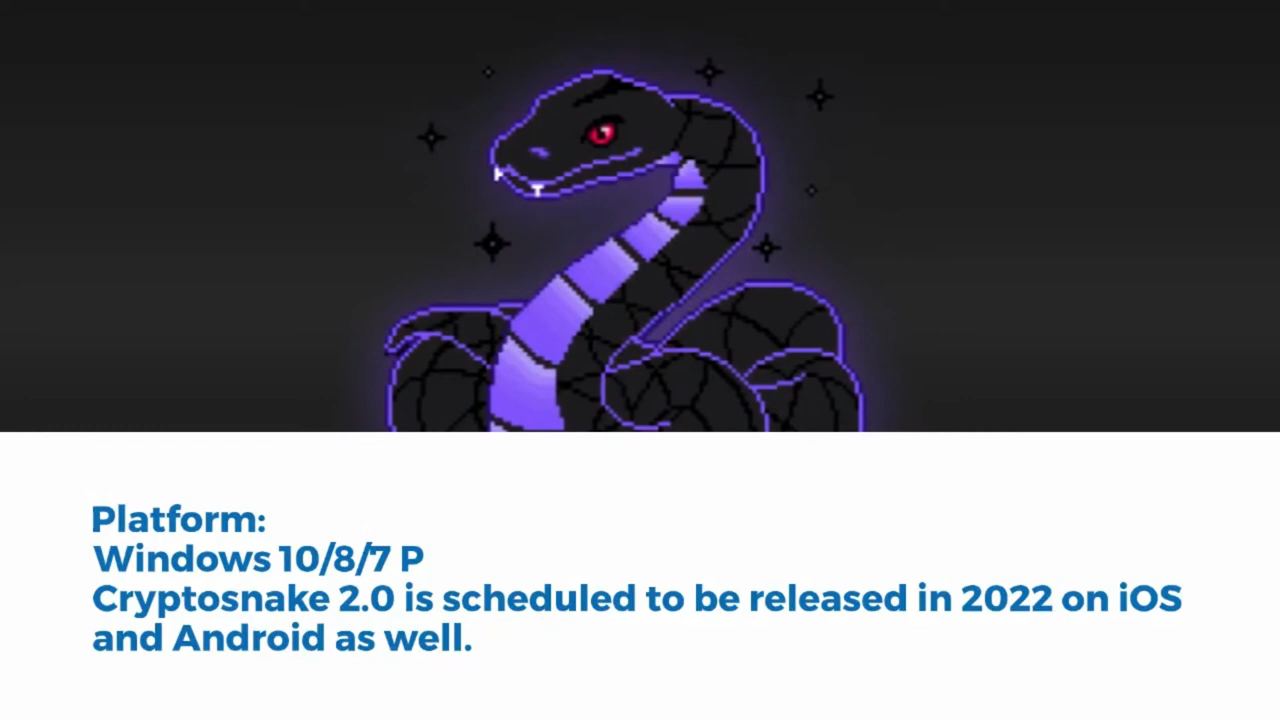 Platform:
Windows 10/8/7 P
Cryptosnake 2.0 is scheduled to be released in 2022 on iOS
and Android as well.